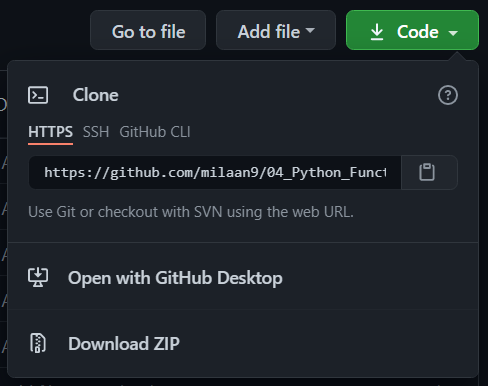 Go to file Add file Code
Clone
HTTPS SSH GitHub CLI
https://github.com/milaan9/04_Python_Funct
Use Git or checkout with SVN using the web URL.
Open with GitHub Desktop
Download ZIP